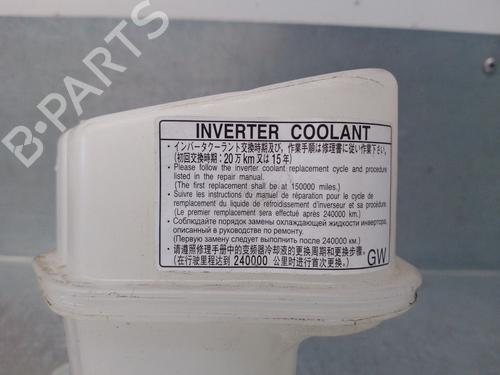 B-PARTS
INVERTER COOLANT
・インバータクーラント交換時期及び、作業手順は修理書に従い作業下さい。
(初回交換時期：20万km又は15年)
・Please follow the inverter coolant replacement cycle and procedure
listed in the repair manual.
(The first replacement shall be at 150000 miles.)
・Suivre les instructions du manuel de réparation pour le cycle de
remplacement du liquide de refroidissement d'inverseur et sa procédure.
(Le premier remplacement sera effectué après 240000 km.)
・Соблюдайте порядок замены охлаждающей жидкости инвертора,
описанный в руководстве по ремонту.
(Первую замену следует выполнить после 240000 км.)
・请遵照修理手册中的变频器冷却液的更换周期和更换步骤。
(在行驶里程达到 240000 公里时进行首次更换。)
GW